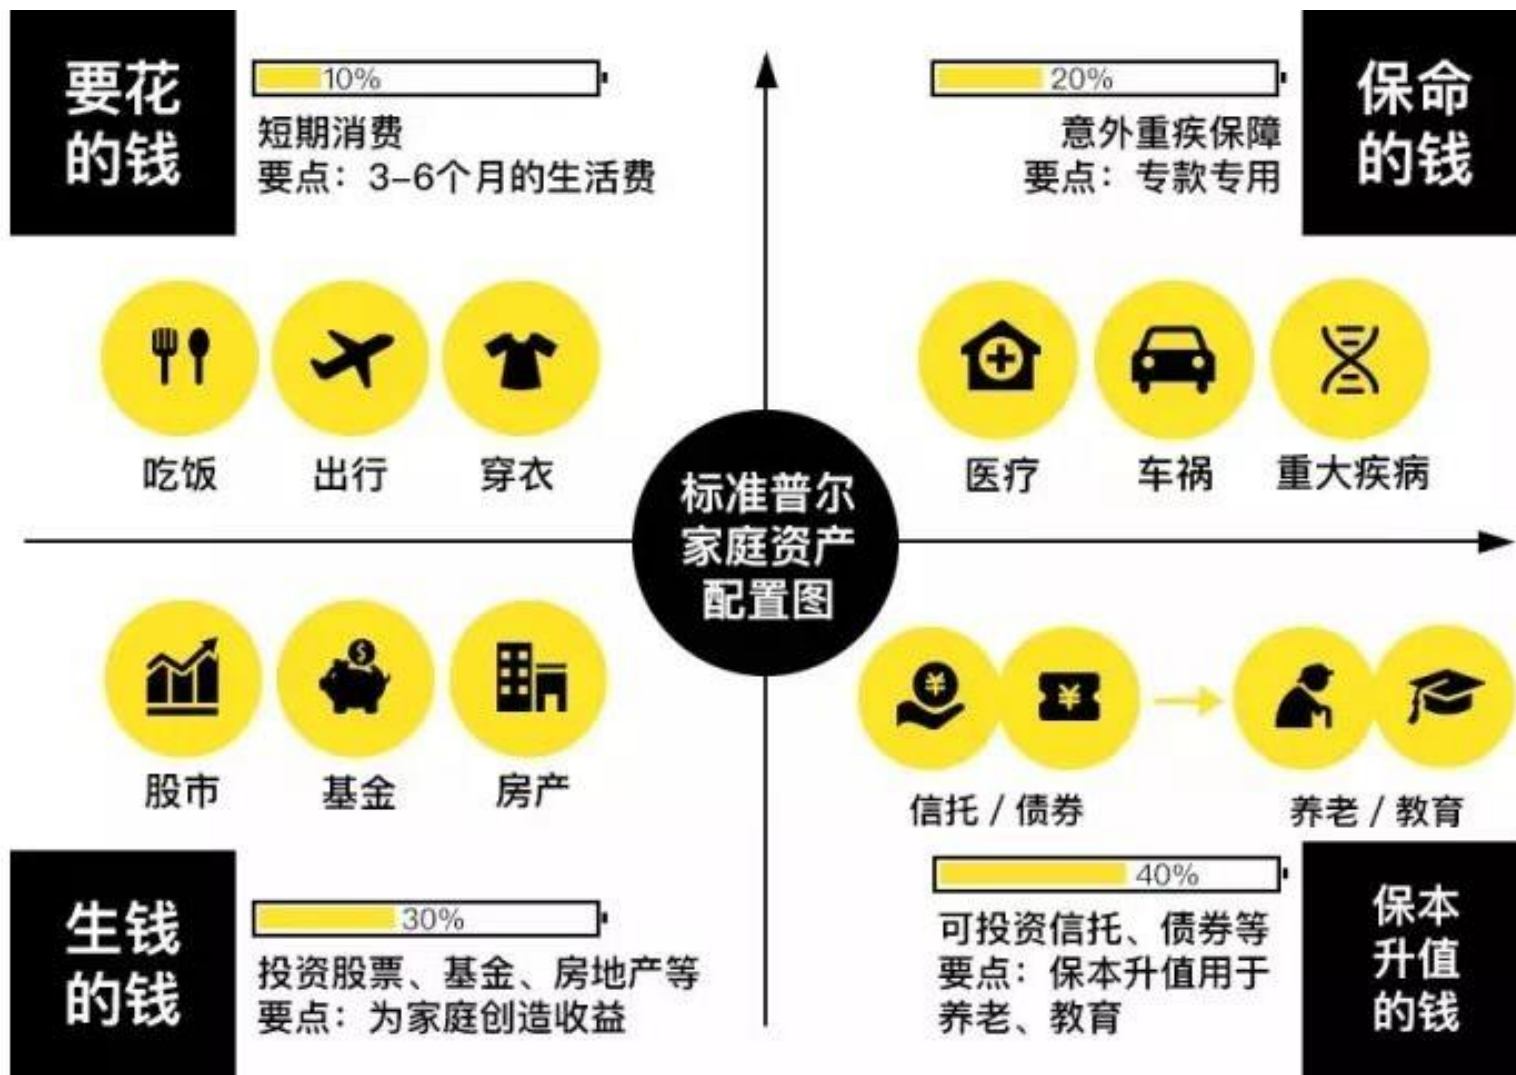 要花
的钱
10%
短期消费
要点：3-6个月的生活费
吃饭
出行
穿衣
20%
意外重疾保障
要点：专款专用
保命
的钱
医疗
车祸
重大疾病
标准普尔
家庭资产
配置图
股市
基金
房产
生钱
的钱
30%
投资股票、基金、房地产等
要点：为家庭创造收益
$
¥
¥
信托 / 债券
养老 / 教育
40%
可投资信托、债券等
要点：保本升值用于
养老、教育
保本
升值
的钱